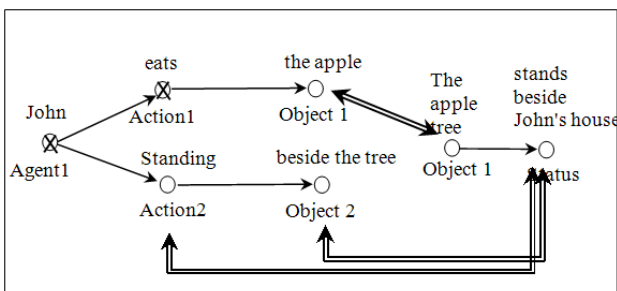 eats
the apple
The
apple
tree
stands
beside
John's house
John
Action1
Object 1
Agent1
Standing
beside the tree
Object 1
Status
Action2
Object 2